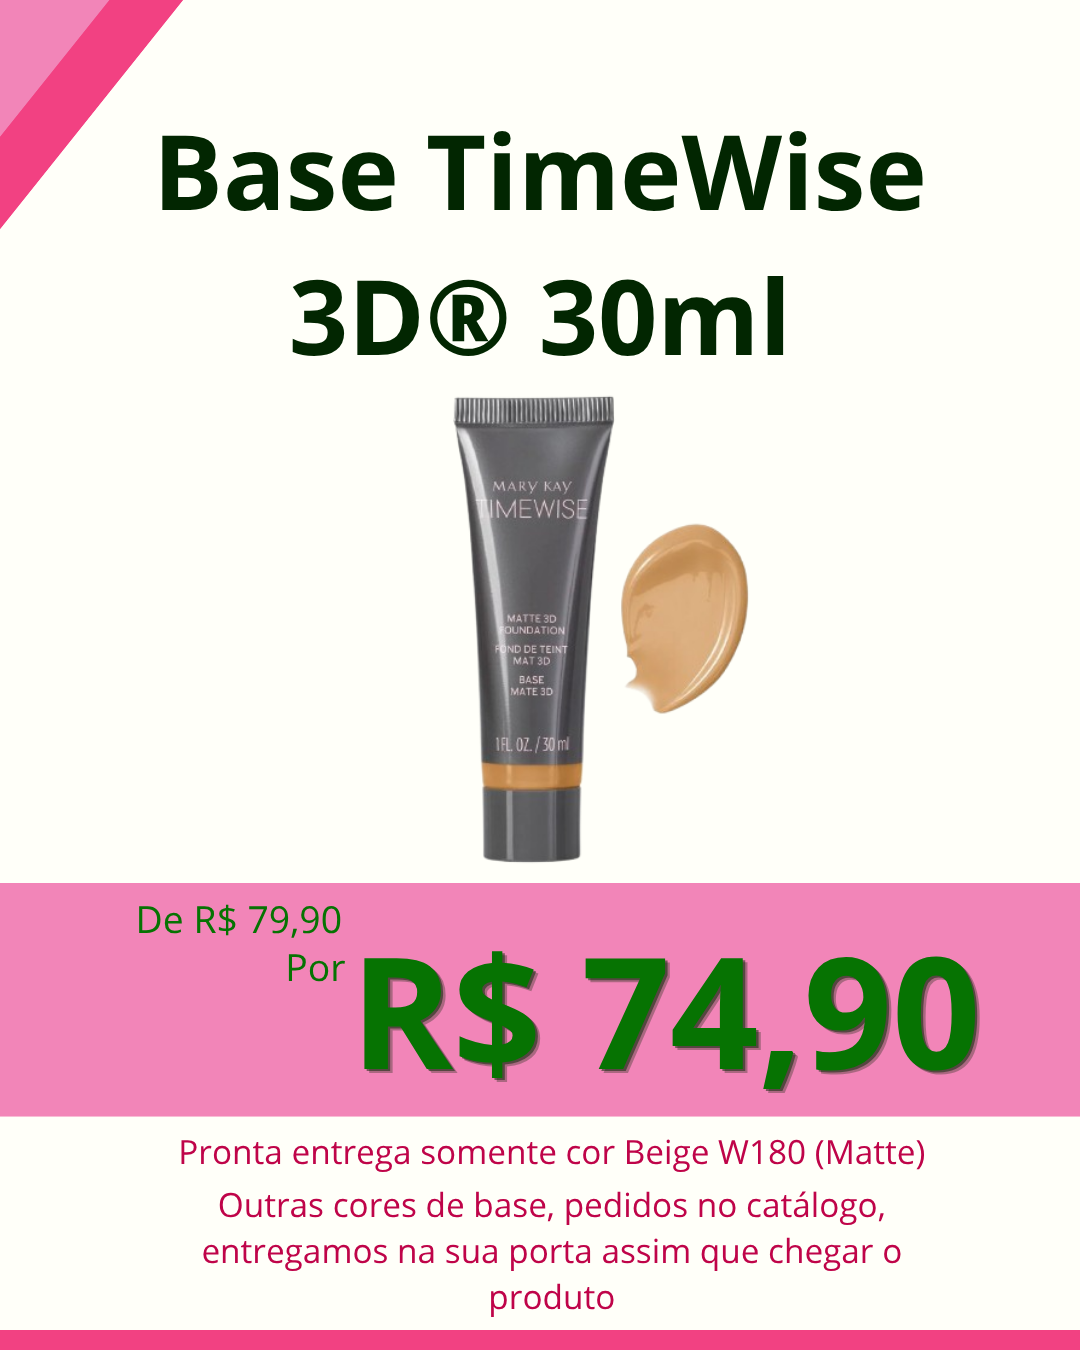 Base TimeWise
3D® 30ml
MARY KAY
TIMEWISE
MATTE 3D
FOUNDATION
FOND DE TEINT
MAT 3D
BASE
MATE 3D
1 FL. OZ. / 30 ml
De R$ 79,90
Por
R$ 74,90
Pronta entrega somente cor Beige W180 (Matte)
Outras cores de base, pedidos no catálogo,
entregamos na sua porta assim que chegar o
produto